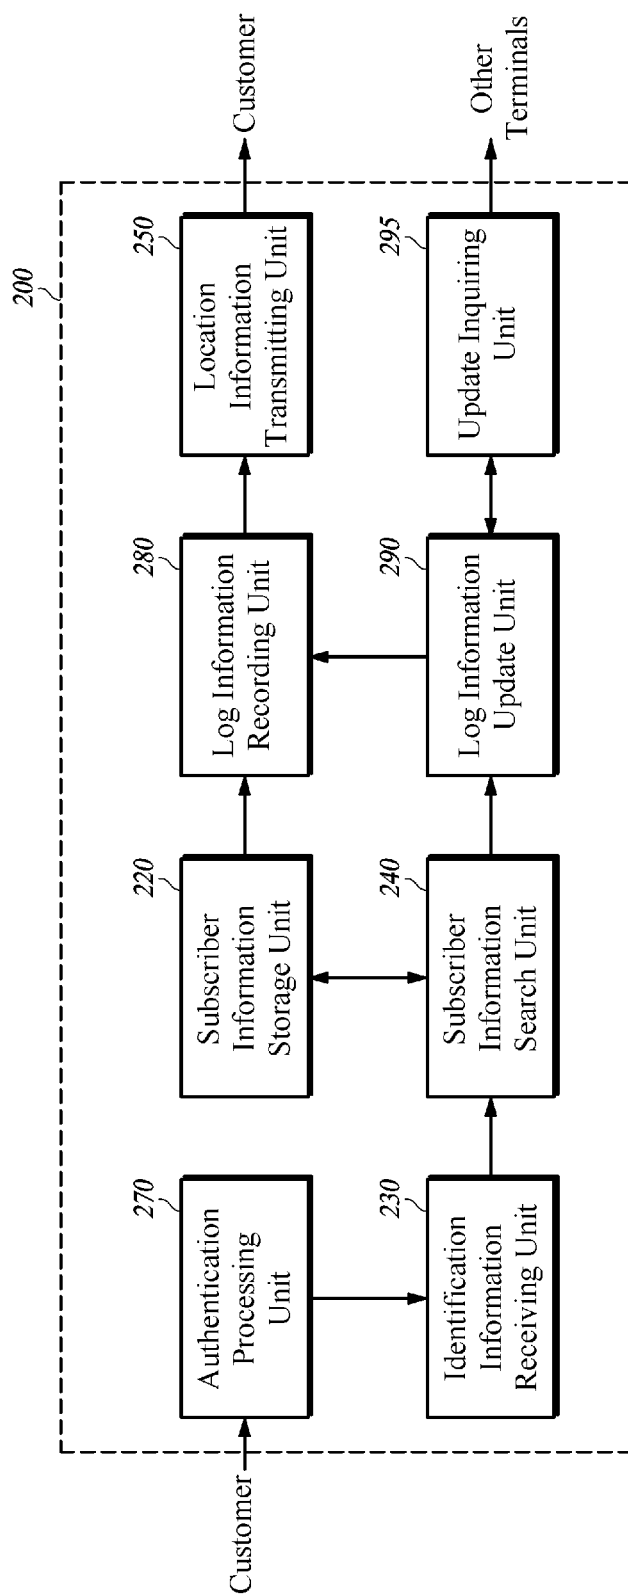 200
Customer
270
Authentication
Processing
Unit
220
Subscriber
Information
Storage Unit
280
Log Information
Recording Unit
250
Location
Information
Transmitting Unit
Customer
230
Identification
Information
Receiving Unit
240
Subscriber
Information
Search Unit
290
Log Information
Update Unit
295
Update Inquiring
Unit
Other
Terminals